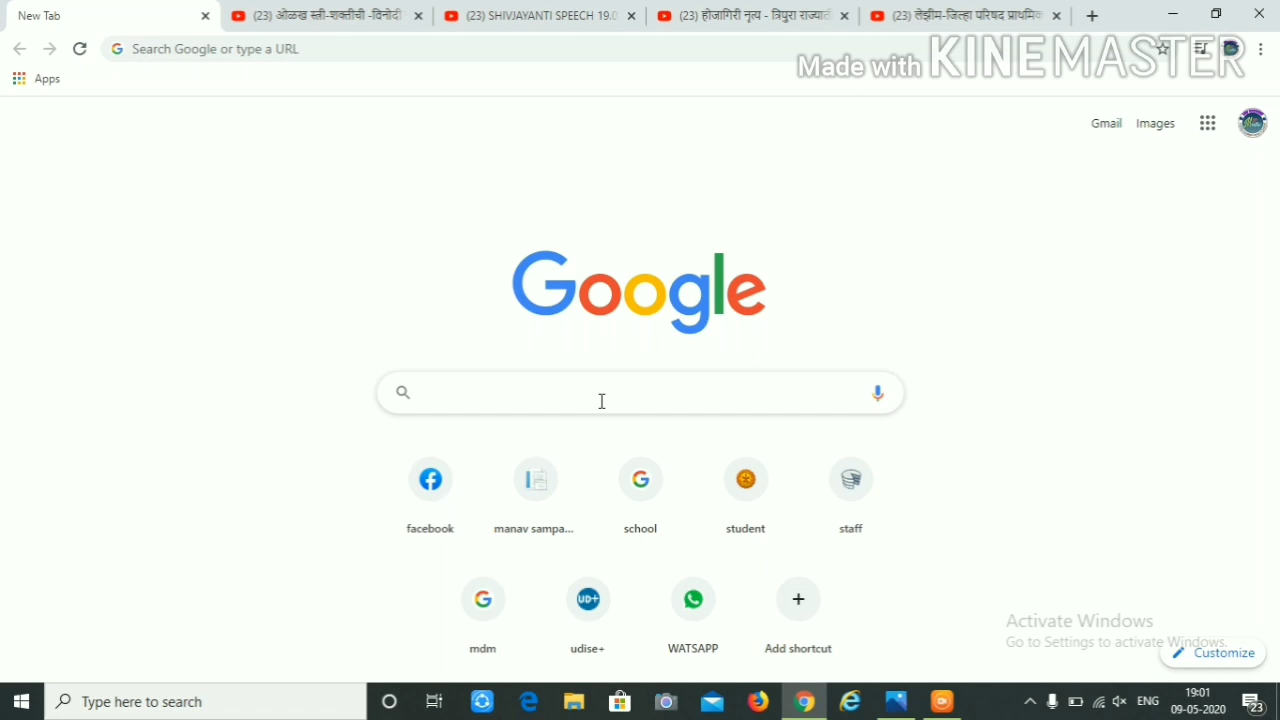 New Tab
(23) ओळख स्त्री-शक्तीची -विनोदी
(23) SHIVJAYANTI SPEECH 19.0
(23) होजागिरी नृत्य - त्रिपुरा राज्याती
(23) लेझीम-जिल्हा परिषद प्राथमिक
Search Google or type a URL
Made with KINEMASTER
Apps
Gmail
Images
Google
facebook
manav sampa...
school
student
staff
UD+
mdm
udise+
WATSAPP
Add shortcut
Activate Windows
Go to Settings to activate Windows.
Customize
Type here to search
ENG
19:01
09-05-2020
23